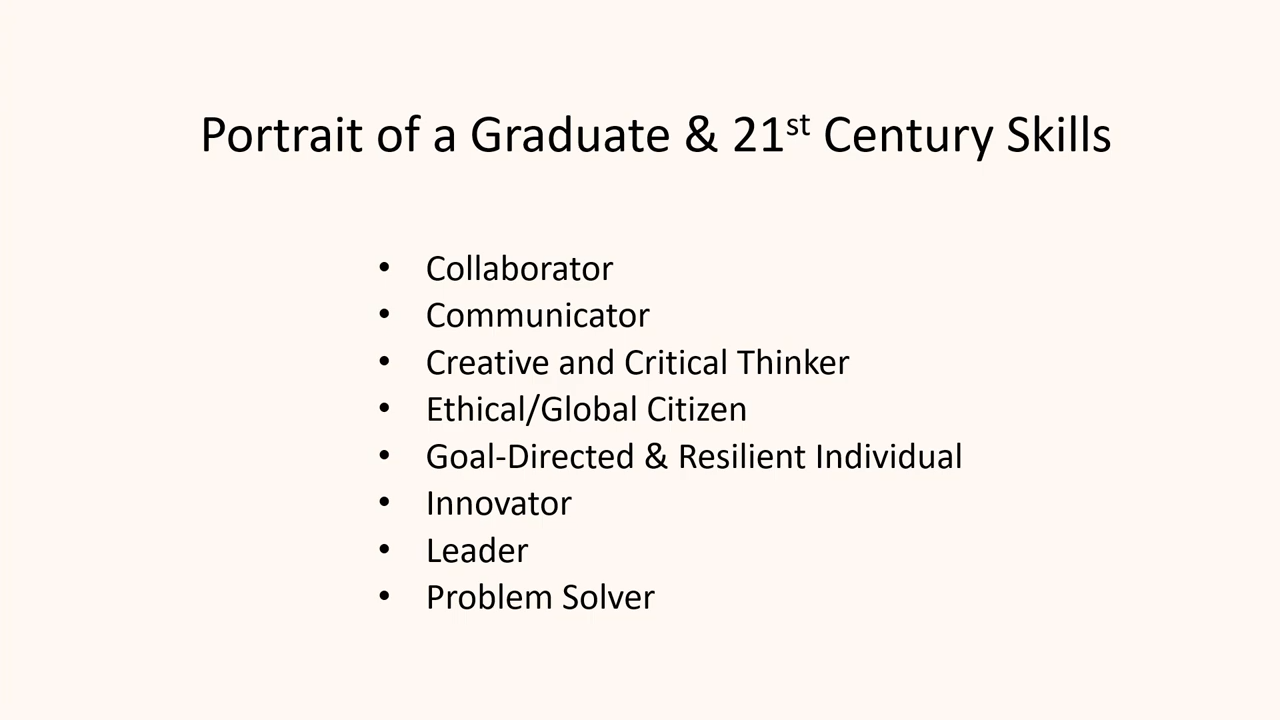 Portrait of a Graduate & 21st Century Skills
• Collaborator
• Communicator
• Creative and Critical Thinker
• Ethical/Global Citizen
• Goal-Directed & Resilient Individual
• Innovator
• Leader
• Problem Solver